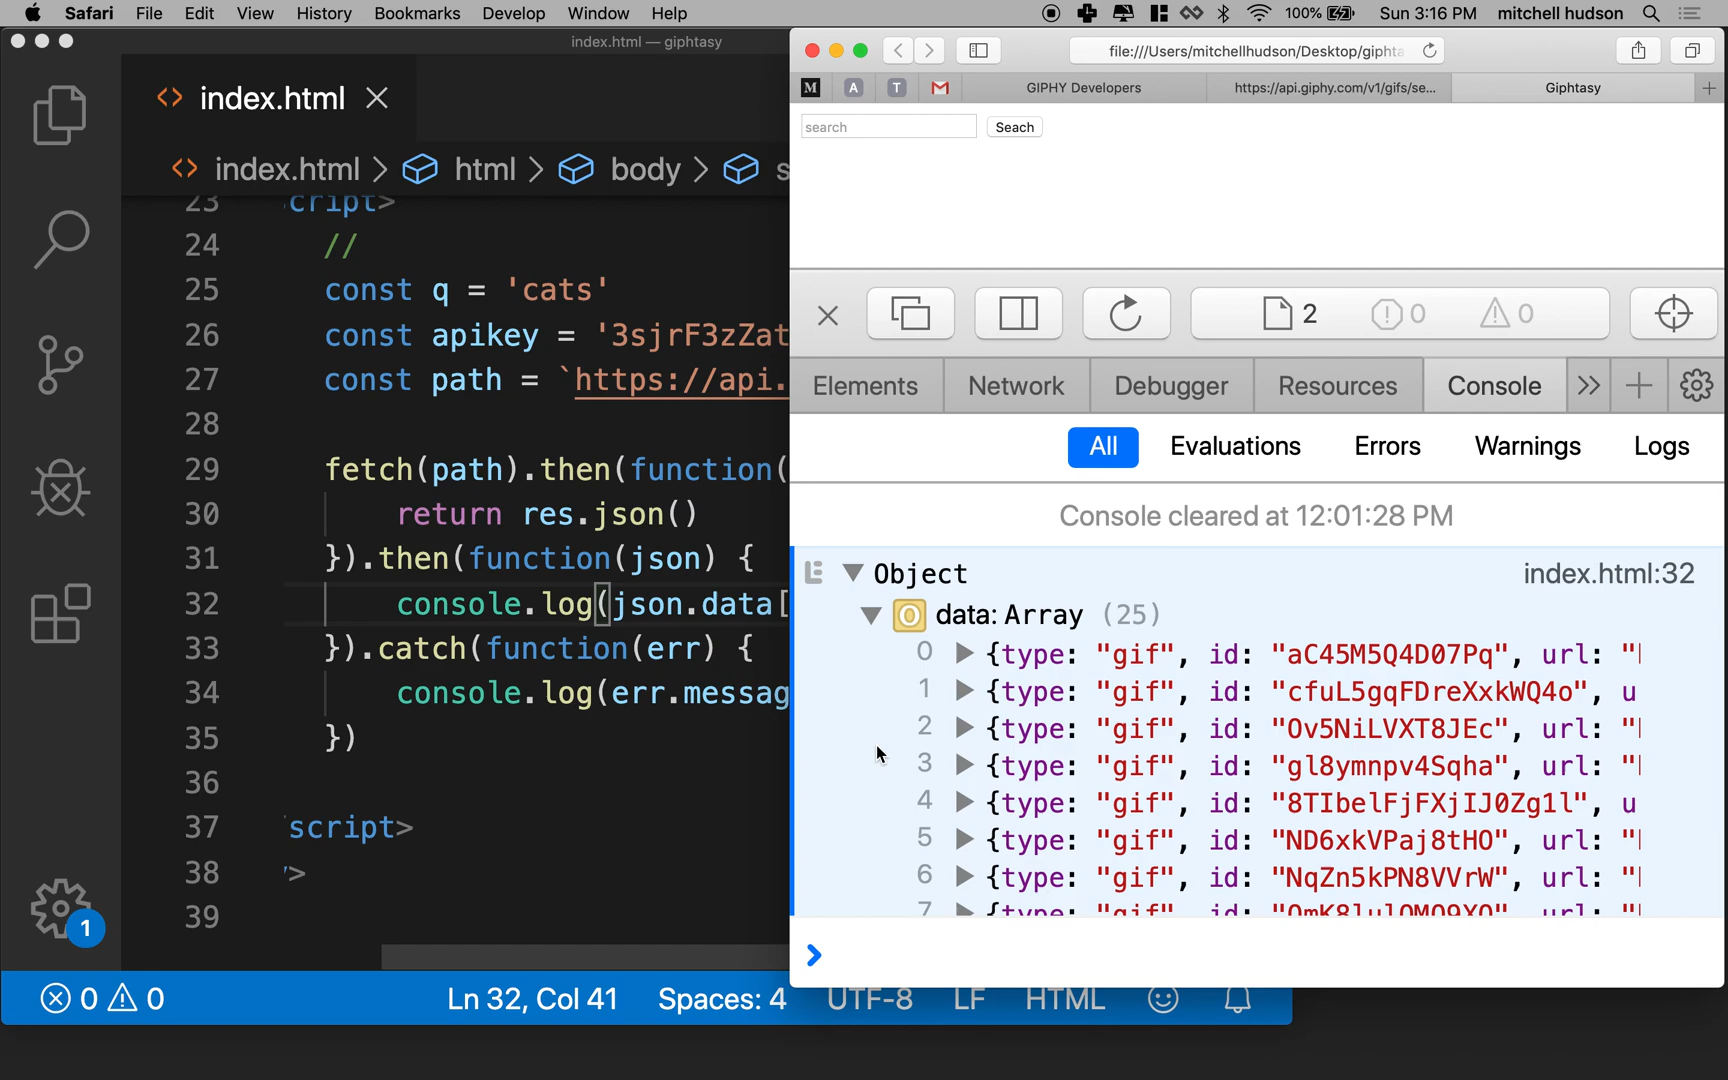 Safari File Edit View History Bookmarks Develop Window Help 100% Sun 3:16 PM mitchell hudson
index.html — giphtasy
index.html
index.html > html > body > s
23 cript>
24 //
25 const q = 'cats'
26 const apikey = '3sjrF3zZat
27 const path = `https://api.
28
29 fetch(path).then(function(
30 return res.json()
31 }).then(function(json) {
32 console.log(json.data[
33 }).catch(function(err) {
34 console.log(err.messag
35 })
36
37 script>
38 >
39
1
0 0 Ln 32, Col 41 Spaces: 4 UTF-8 LF HTML
file:///Users/mitchellhudson/Desktop/giphta
M A T GIPHY Developers https://api.giphy.com/v1/gifs/se... Giphtasy
search Seach
2 0 0
Elements Network Debugger Resources Console
All Evaluations Errors Warnings Logs
Console cleared at 12:01:28 PM
Object index.html:32
data: Array (25)
0 {type: "gif", id: "aC45M5Q4D07Pq", url: "
1 {type: "gif", id: "cfuL5gqFDreXxkWQ4o", u
2 {type: "gif", id: "Ov5NiLVXT8JEc", url: "
3 {type: "gif", id: "gl8ymnpv4Sqha", url: "
4 {type: "gif", id: "8TIbelFjFXjIJ0Zg1l", u
5 {type: "gif", id: "ND6xkVPaj8tHO", url: "
6 {type: "gif", id: "NqZn5kPN8VVrW", url: "
7 {type: "gif", id: url: "